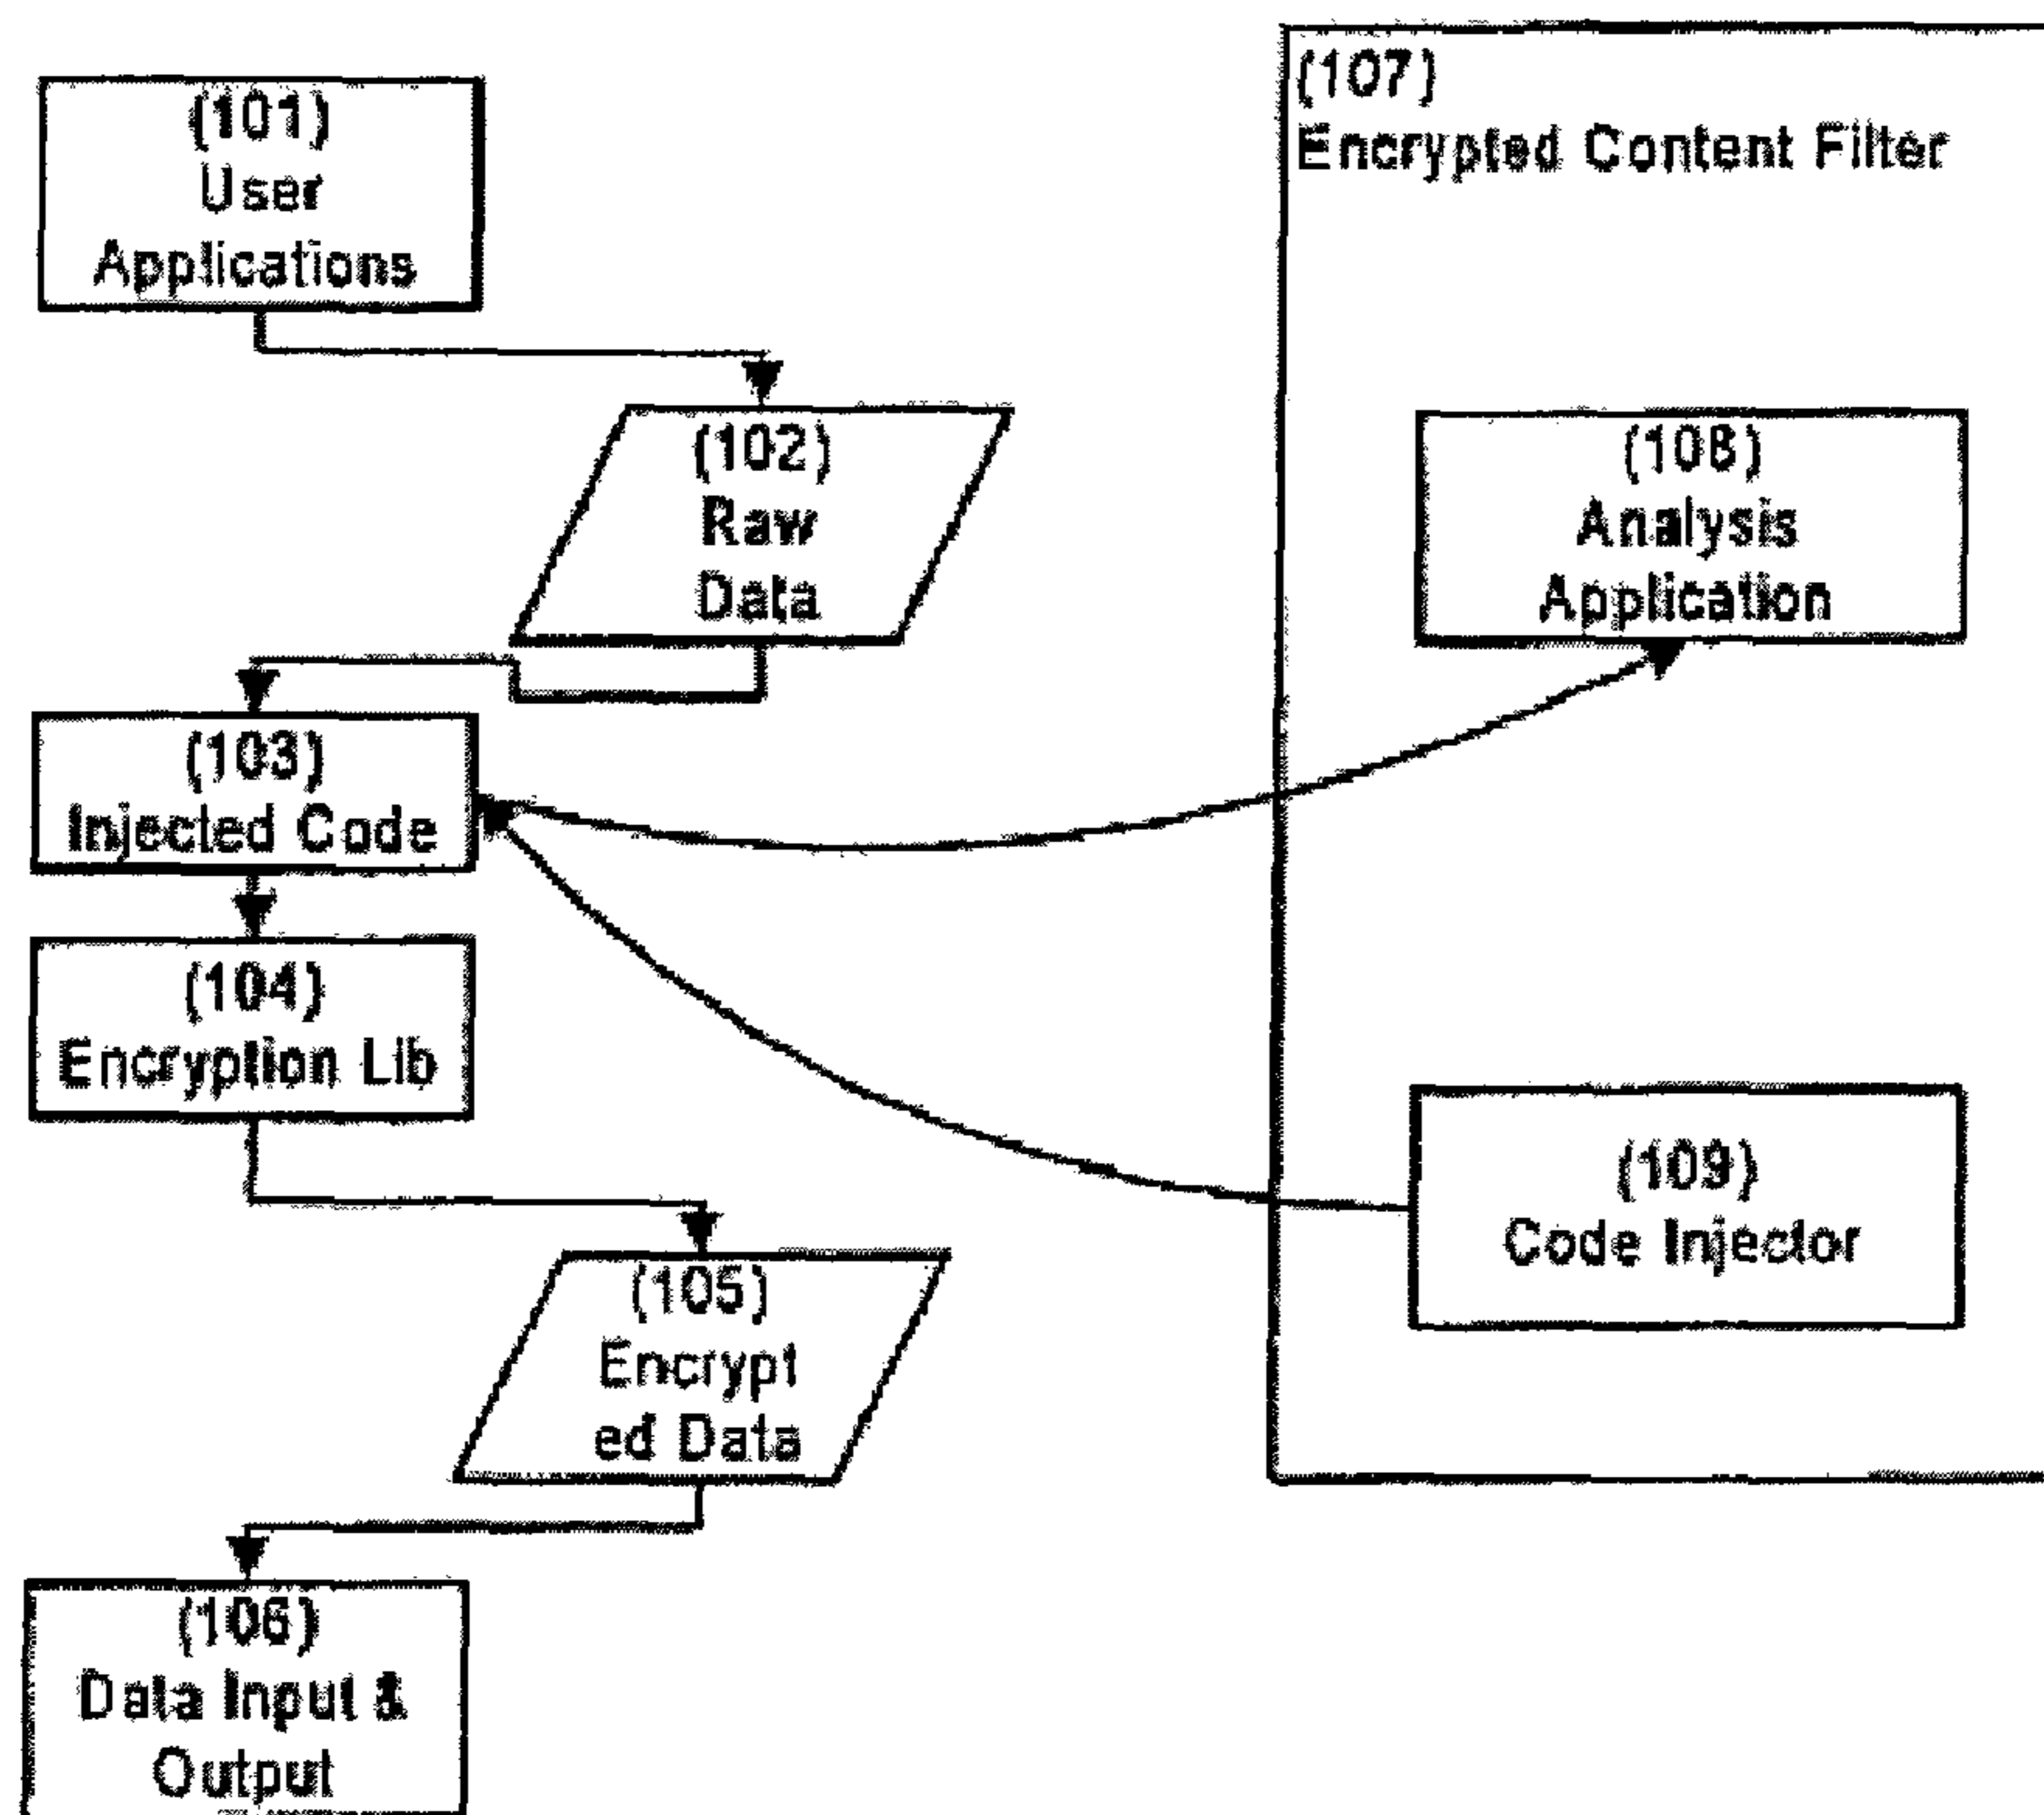 (101)
User
Applications
(102)
Raw
Data
(103)
Injected Code
(104)
Encryption Lib
(105)
Encrypt
ed Data
(106)
Data Input &
Output
(107)
Encrypted Content Filter
(108)
Analysis
Application
(109)
Code Injector